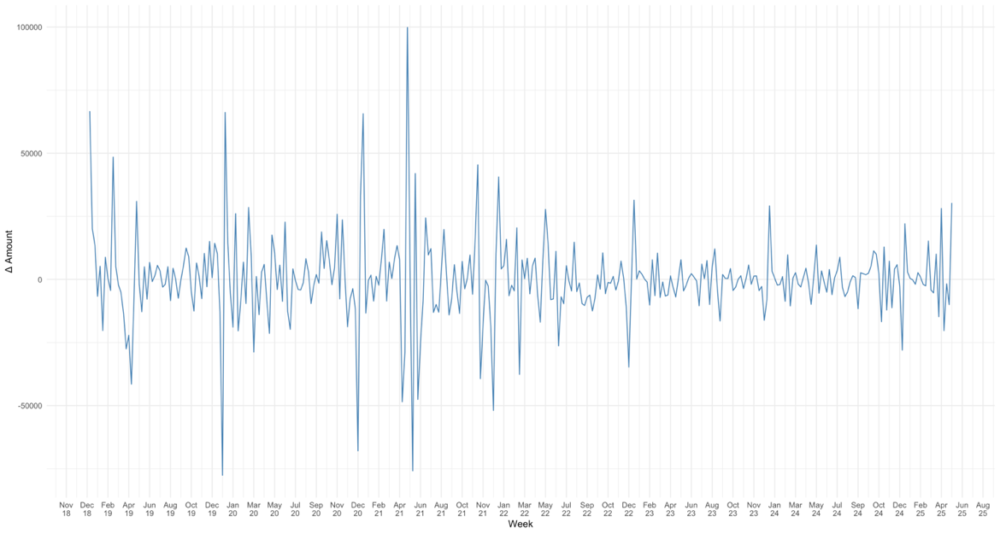 100000
50000
0
-50000
Δ Amount
Nov Dec Feb Apr Jun Aug Oct Dec Jan Mar May Jul Sep Nov Dec Feb Apr Jun Aug Oct Nov Jan Mar May Jul Sep Oct Dec Feb Apr Jun Aug Oct Nov Jan Mar May Jul Sep Oct Dec Feb Apr Jun Aug
18 18 19 19 19 19 19 19 20 20 20 20 20 20 20 21 21 21 21 21 21 22 22 22 22 22 22 22 23 23 23 23 23 23 24 24 24 24 24 24 24 25 25 25 25
Week